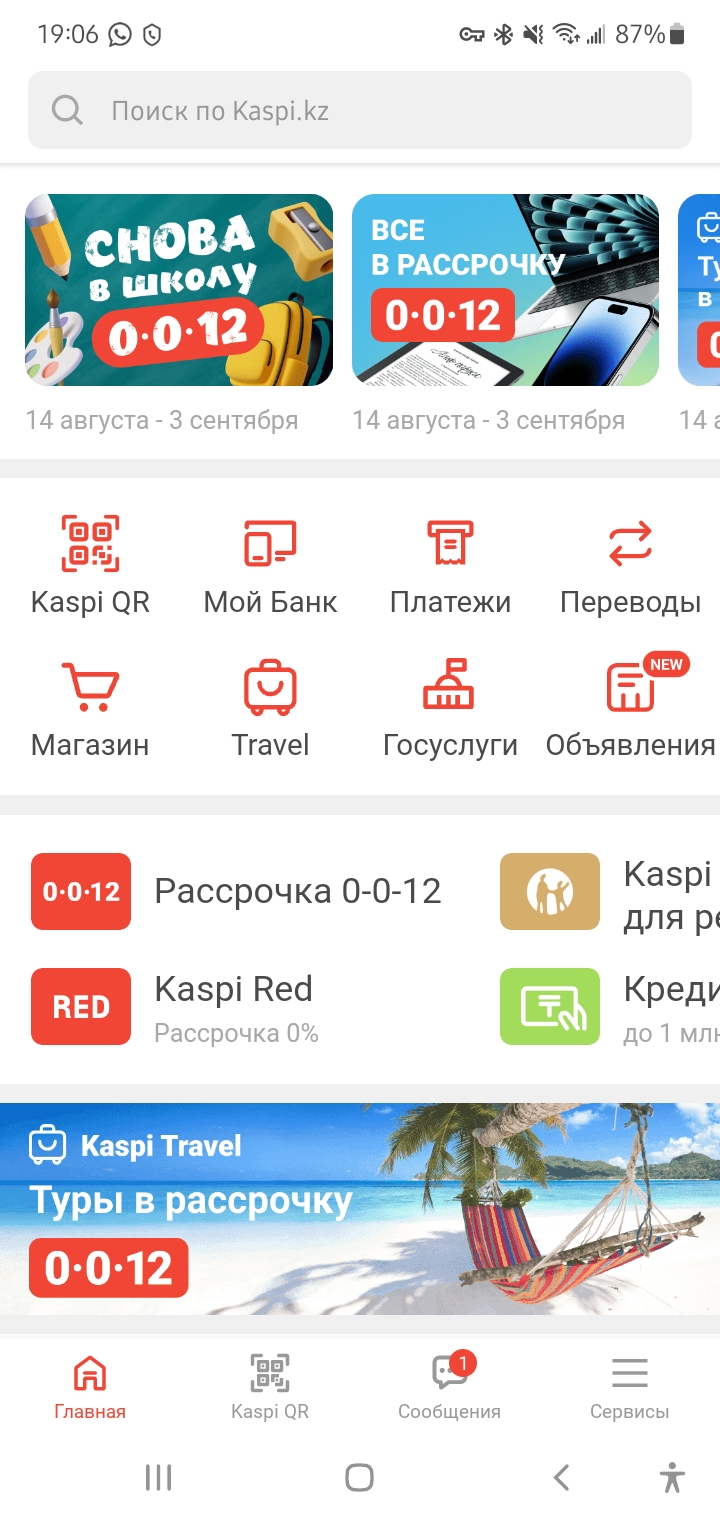 19:06
87%
Поиск по Kaspi.kz
СНОВА
в школу
0·0·12
ВСЕ
В РАССРОЧКУ
0·0·12
Ту
в
14 августа - 3 сентября
14 августа - 3 сентября
14 а
Kaspi QR
Мой Банк
Платежи
Переводы
NEW
Магазин
Travel
Госуслуги
Объявления
0·0·12
Рассрочка 0-0-12
Kaspi
для ре
RED
Kaspi Red
Рассрочка 0%
Креди
до 1 млн
Kaspi Travel
Туры в рассрочку
0·0·12
1
Главная
Kaspi QR
Сообщения
Сервисы